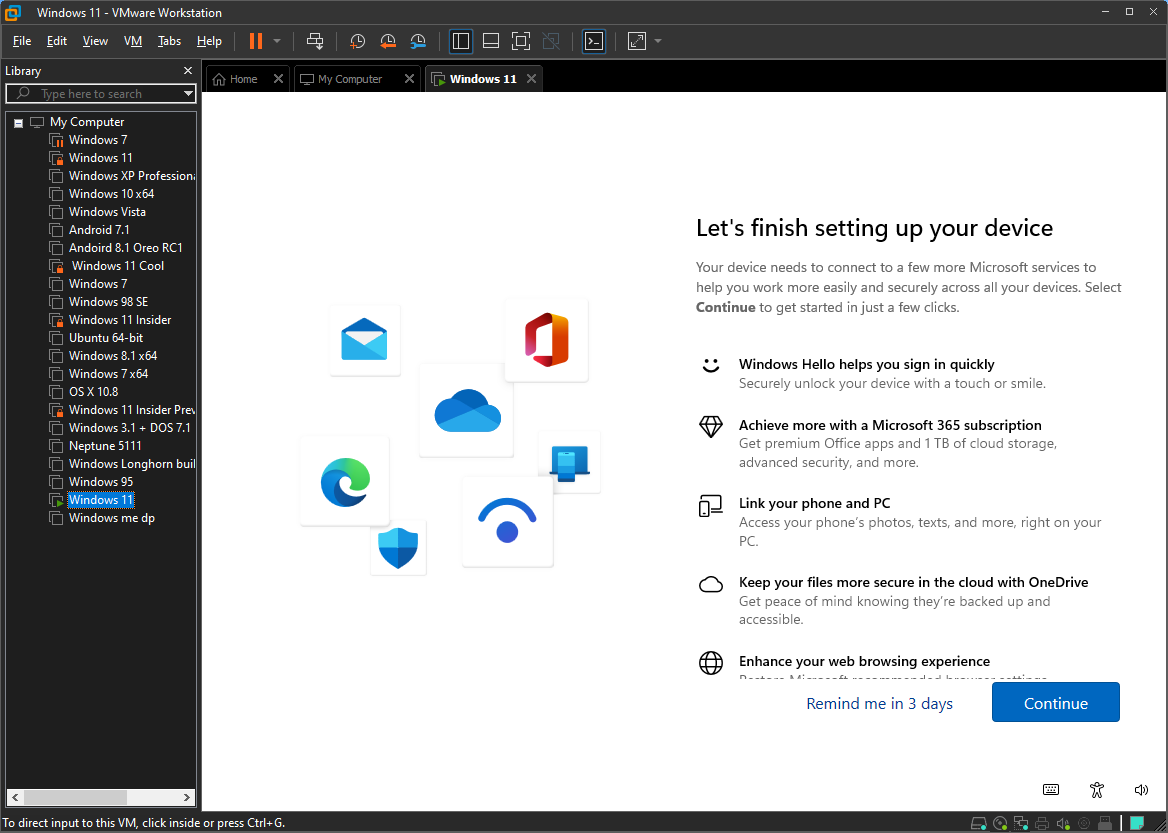 Windows 11 - VMware Workstation
File Edit View VM Tabs Help
Library
Type here to search
Home
My Computer
Windows 11
My Computer
Windows 7
Windows 11
Windows XP Professiona
Windows 10 x64
Windows Vista
Android 7.1
Andoird 8.1 Oreo RC1
Windows 11 Cool
Windows 7
Windows 98 SE
Windows 11 Insider
Ubuntu 64-bit
Windows 8.1 x64
Windows 7 x64
OS X 10.8
Windows 11 Insider Prev
Windows 3.1 + DOS 7.1
Neptune 5111
Windows Longhorn buil
Windows 95
Windows 11
Windows me dp
Let's finish setting up your device
Your device needs to connect to a few more Microsoft services to
help you work more easily and securely across all your devices. Select
Continue to get started in just a few clicks.
Windows Hello helps you sign in quickly
Securely unlock your device with a touch or smile.
Achieve more with a Microsoft 365 subscription
Get premium Office apps and 1 TB of cloud storage,
advanced security, and more.
Link your phone and PC
Access your phone's photos, texts, and more, right on your
PC.
Keep your files more secure in the cloud with OneDrive
Get peace of mind knowing they're backed up and
accessible.
Enhance your web browsing experience
Restore Microsoft recommended browser settings
Remind me in 3 days
Continue
To direct input to this VM, click inside or press Ctrl+G.